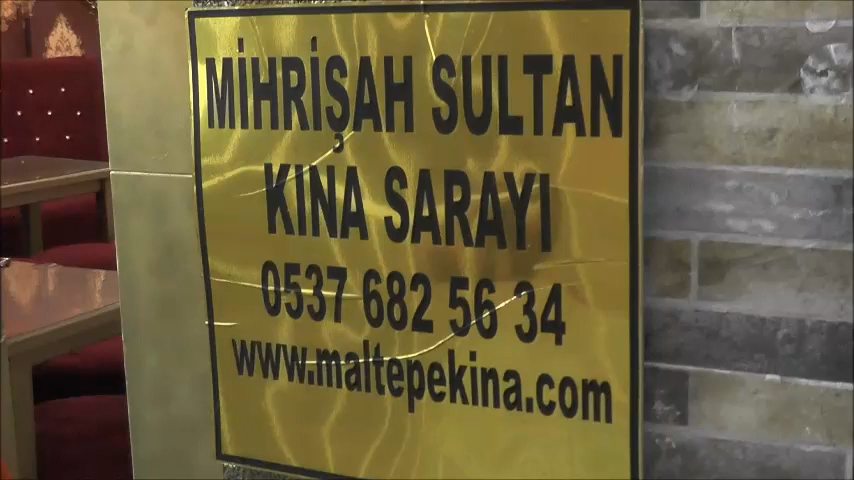 MİHRİŞAH SULTAN
KINA SARAYI
0537 682 56 34
www.maltepekina.com